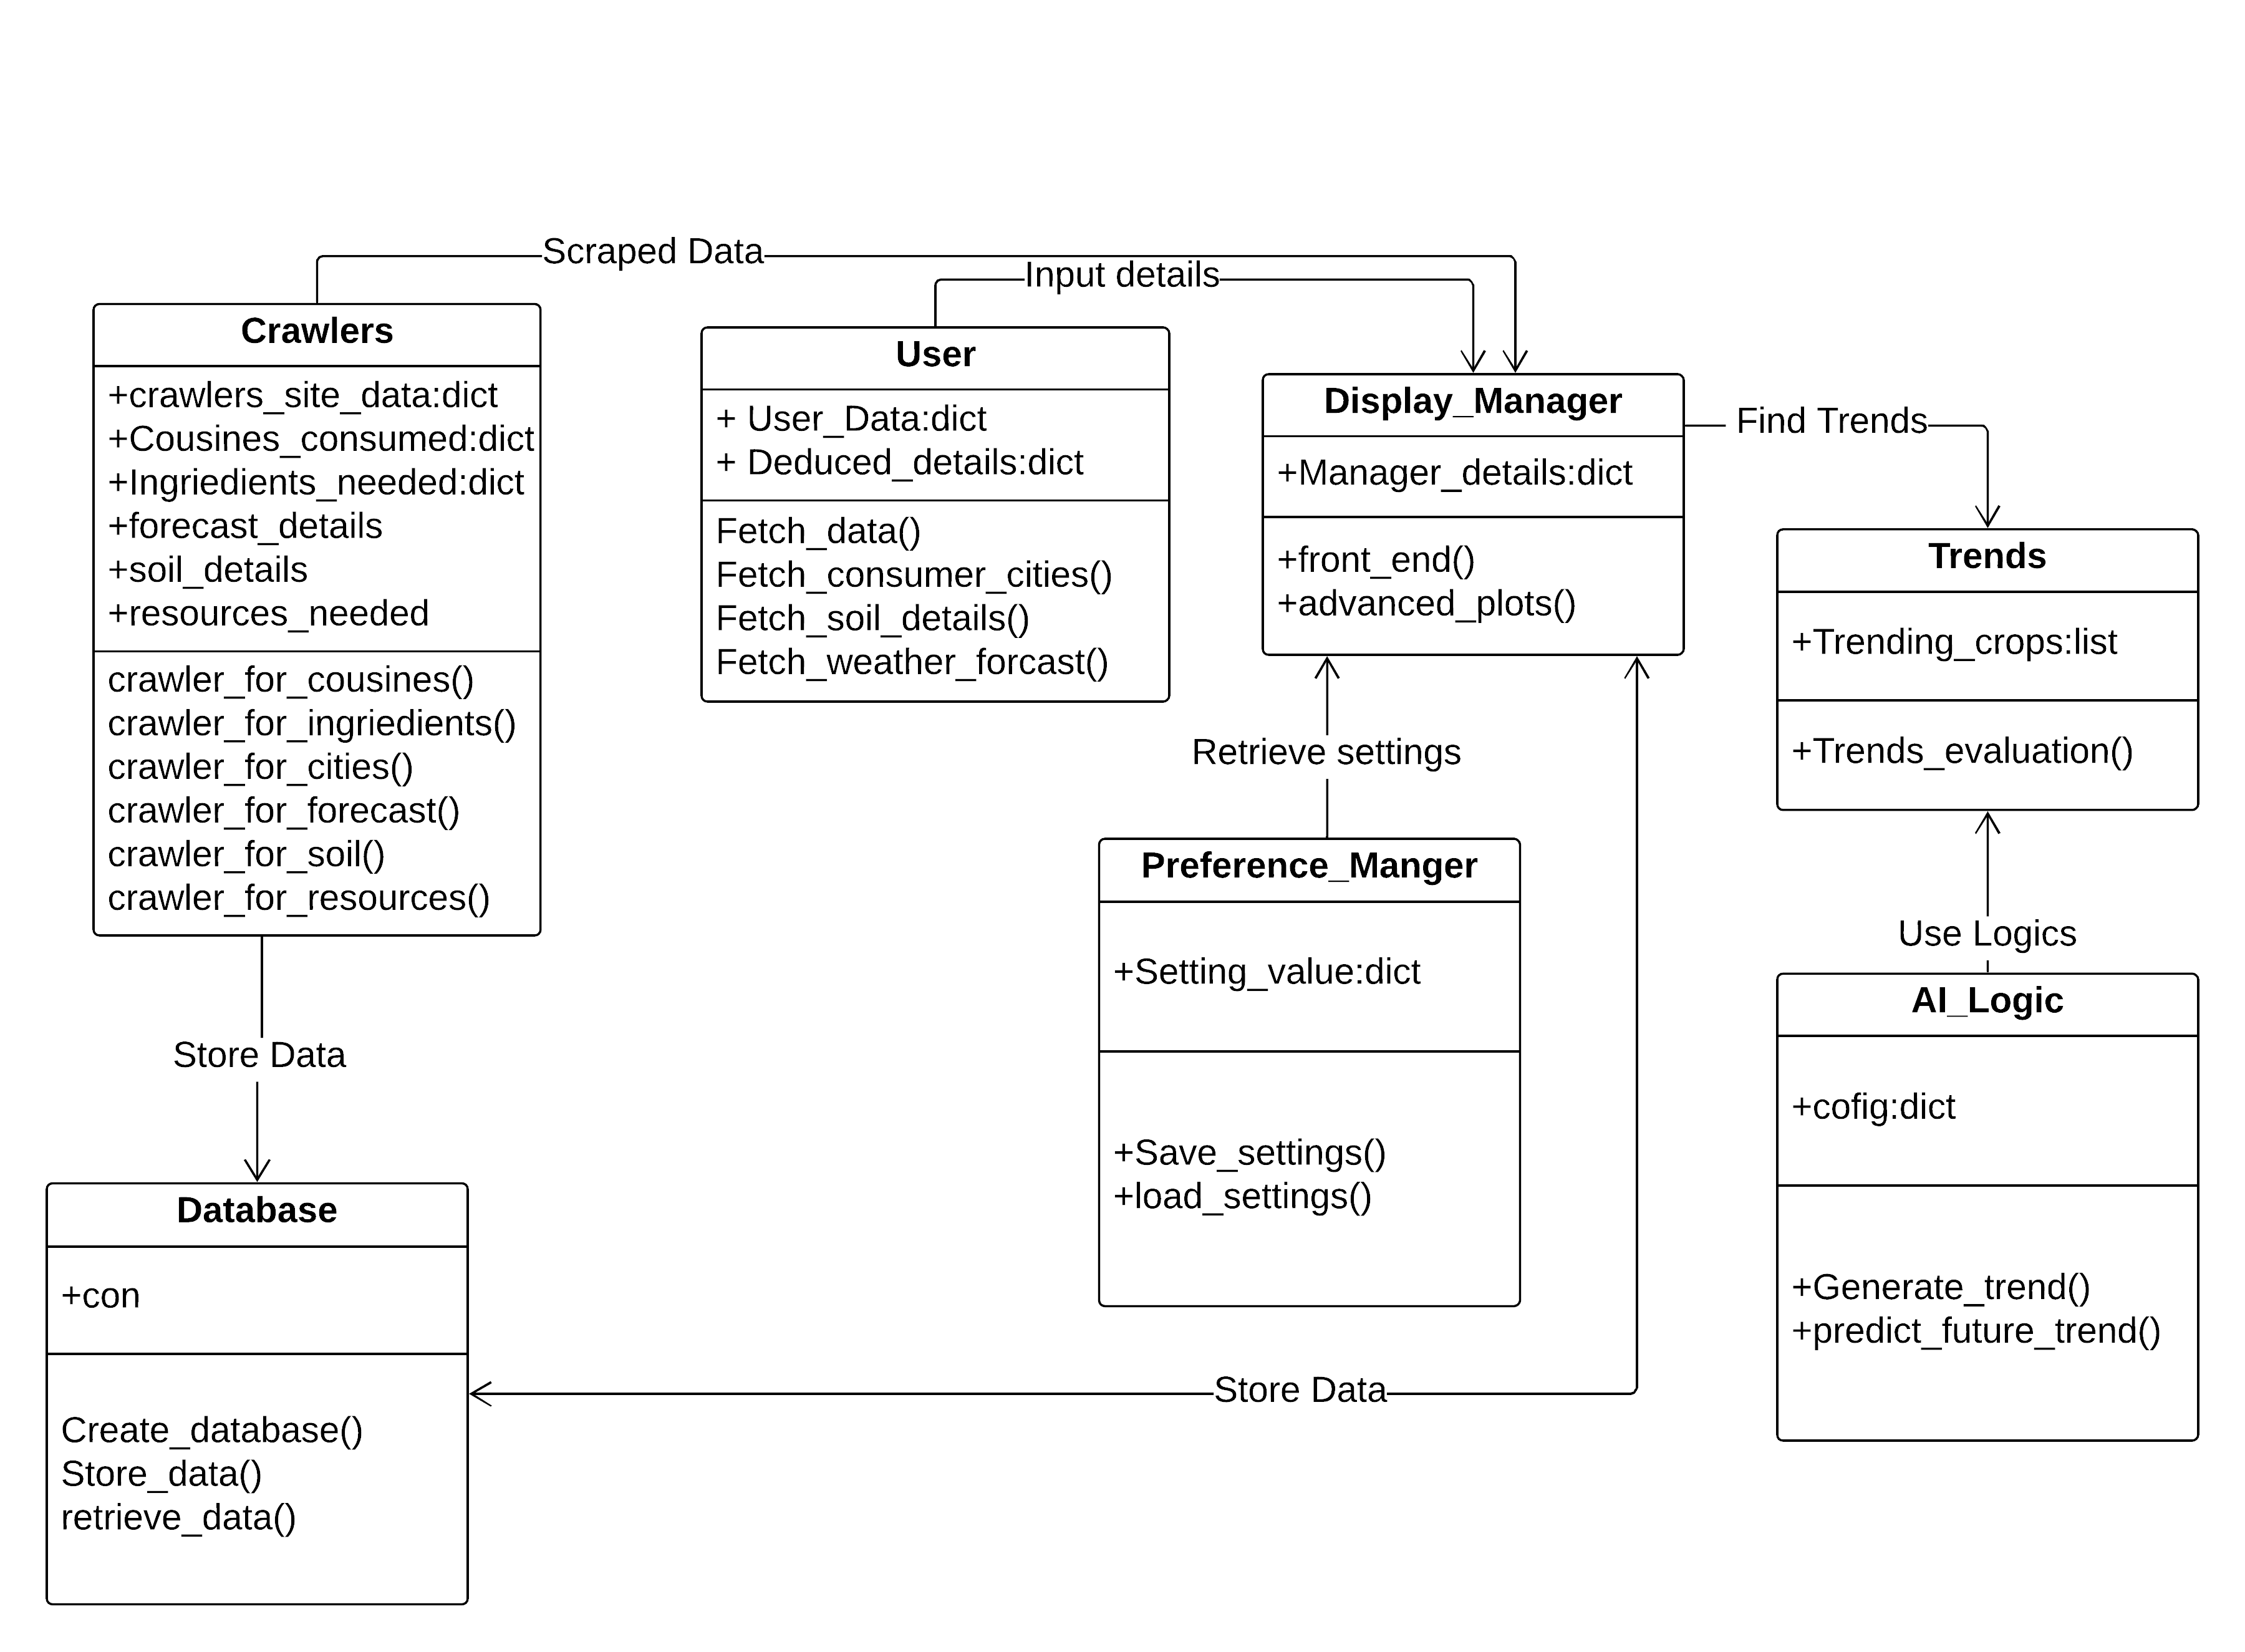 Scraped Data
Input details
Crawlers
+crawlers_site_data:dict
+Cousines_consumed:dict
+Ingriedients_needed:dict
+forecast_details
+soil_details
+resources_needed
crawler_for_cousines()
crawler_for_ingriedients()
crawler_for_cities()
crawler_for_forecast()
crawler_for_soil()
crawler_for_resources()
User
+ User_Data:dict
+ Deduced_details:dict
Fetch_data()
Fetch_consumer_cities()
Fetch_soil_details()
Fetch_weather_forcast()
Display_Manager
+Manager_details:dict
+front_end()
+advanced_plots()
Find Trends
Trends
+Trending_crops:list
+Trends_evaluation()
Retrieve settings
Preference_Manger
+Setting_value:dict
+Save_settings()
+load_settings()
Use Logics
AI_Logic
+cofig:dict
+Generate_trend()
+predict_future_trend()
Store Data
Database
+con
Create_database()
Store_data()
retrieve_data()
Store Data